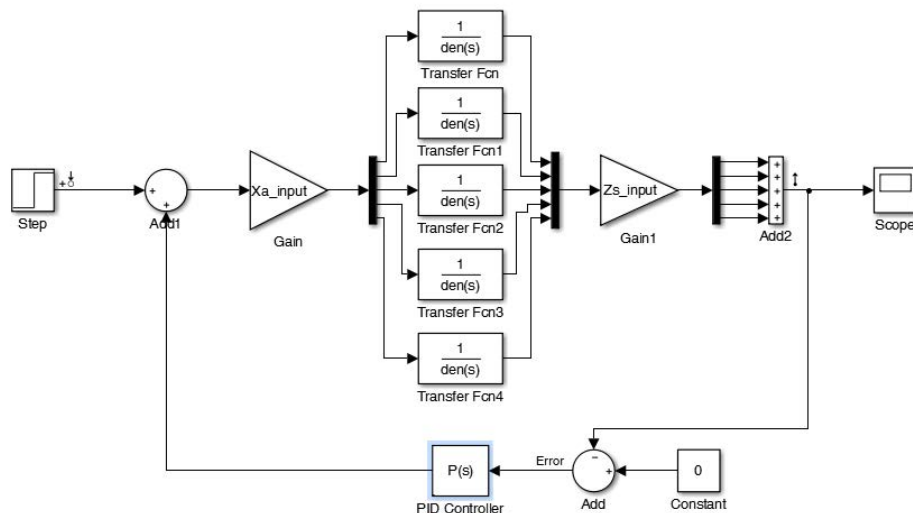 1
den(s)
Transfer Fcn
1
den(s)
Transfer Fcn1
1
den(s)
Transfer Fcn2
1
den(s)
Transfer Fcn3
1
den(s)
Transfer Fcn4
+
Step
+
+
Add1
Xa_input
Gain
Zs_input
Gain1
+
+
+
+
+
Add2
Scope
P(s)
PID Controller
Error
−
+
Add
0
Constant